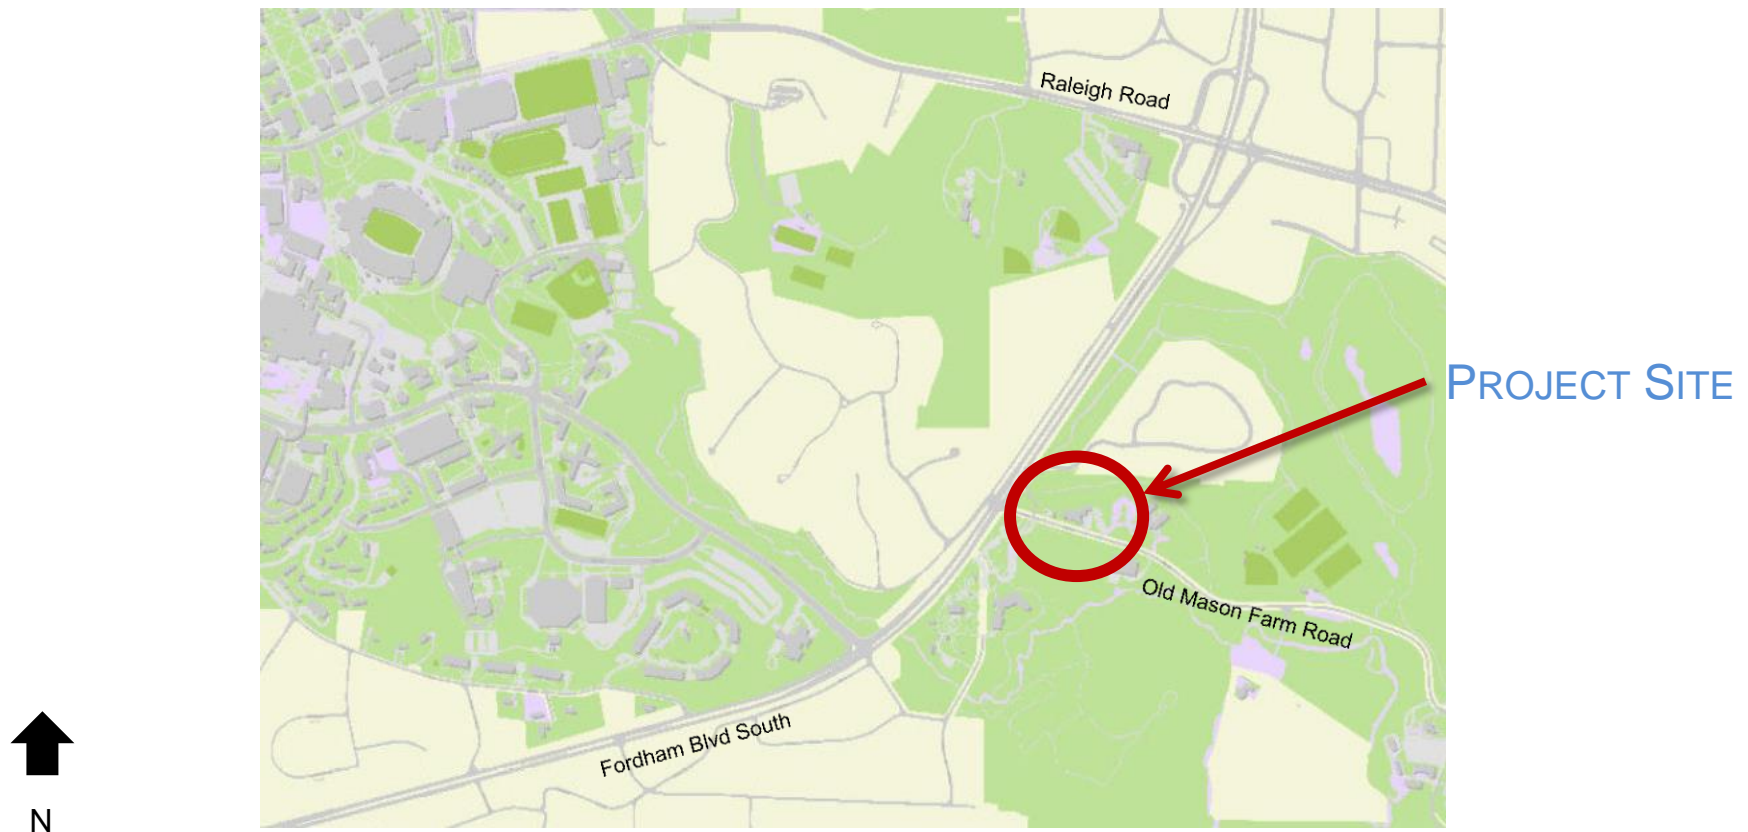 Raleigh Road
PROJECT SITE
Old Mason Farm Road
Fordham Blvd South
N